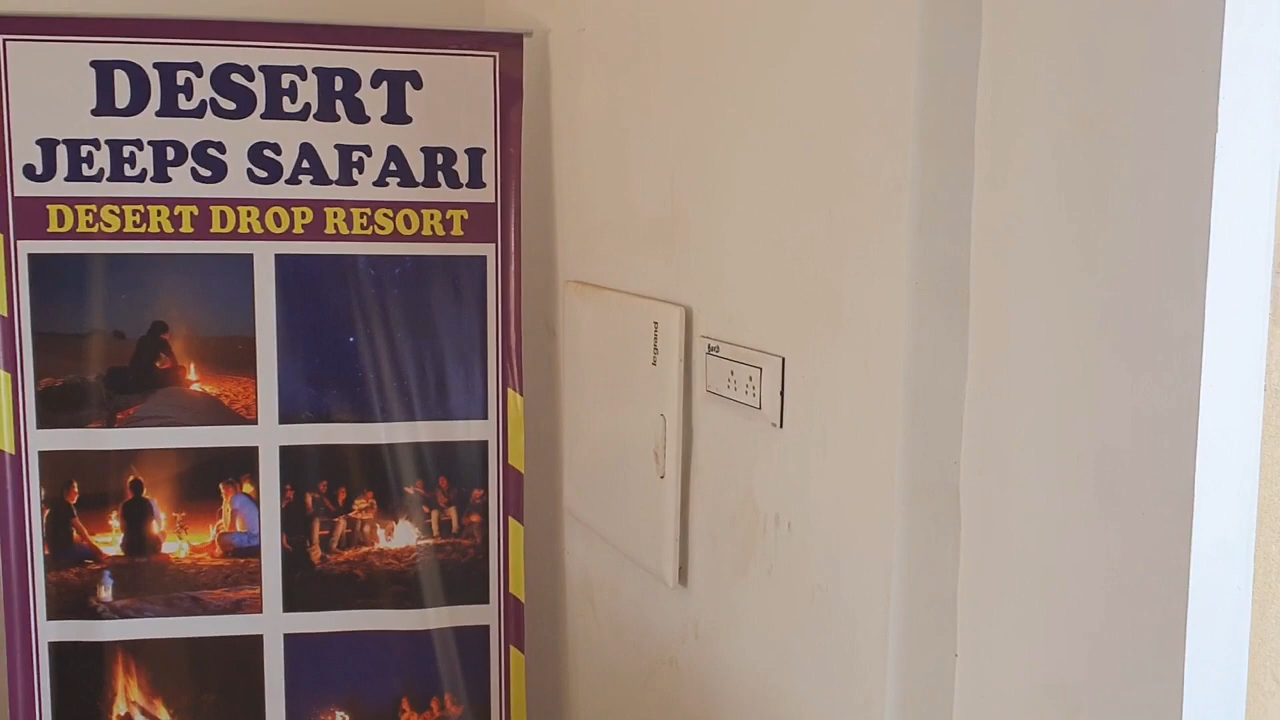 DESERT
JEEPS SAFARI
DESERT DROP RESORT
legrand